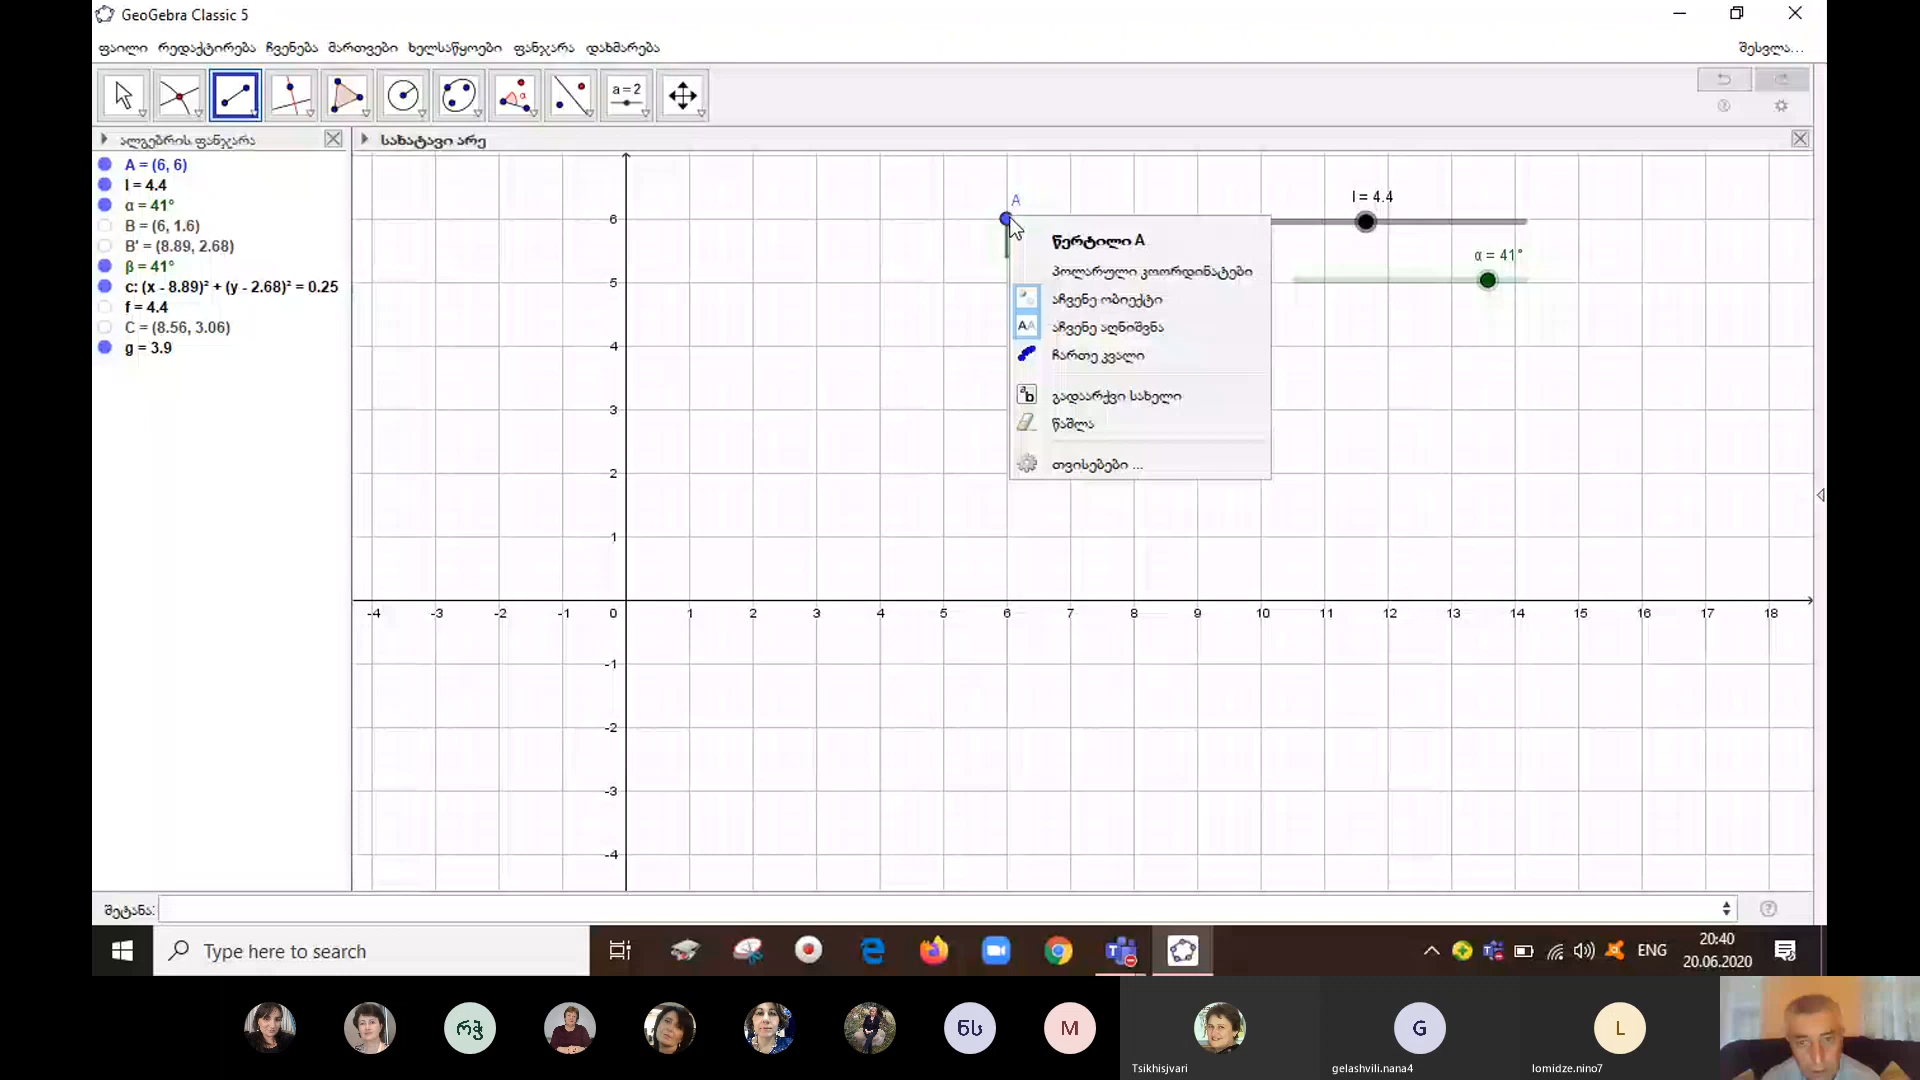 GeoGebra Classic 5
ფაილი რედაქტირება ჩვენება მართვები ხელსაწყოები ფანჯარა დახმარება
შესვლა...
a = 2
ალგებრის ფანჯარა
სახატავი არე
A = (6, 6)
l = 4.4
α = 41°
B = (6, 1.6)
B' = (8.89, 2.68)
β = 41°
c: (x - 8.89)² + (y - 2.68)² = 0.25
f = 4.4
C = (8.56, 3.06)
g = 3.9
A
l = 4.4
α = 41°
წერტილი A
პოლარული კოორდინატები
აჩვენე ობიექტი
აჩვენე აღნიშვნა
ჩართე კვალი
გადაარქვი სახელი
წაშლა
თვისებები ...
6
5
4
3
2
1
-4 -3 -2 -1 0 1 2 3 4 5 6 7 8 9 10 11 12 13 14 15 16 17 18
-1
-2
-3
-4
შეტანა:
Type here to search
ENG
20:40
20.06.2020
რჭ
ნს
M
G
L
Tsikhisjvari
gelashvili.nana4
lomidze.nino7